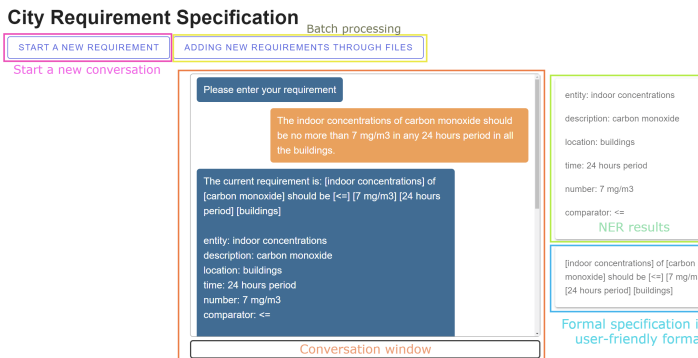 City Requirement Specification
Batch processing
START A NEW REQUIREMENT
ADDING NEW REQUIREMENTS THROUGH FILES
Start a new conversation
Please enter your requirement
The indoor concentrations of carbon monoxide should
be no more than 7 mg/m3 in any 24 hours period in all
the buildings.
The current requirement is: [indoor concentrations] of
[carbon monoxide] should be [<=] [7 mg/m3] [24 hours
period] [buildings]
entity: indoor concentrations
description: carbon monoxide
location: buildings
time: 24 hours period
number: 7 mg/m3
comparator: <=
Conversation window
entity: indoor concentrations
description: carbon monoxide
location: buildings
time: 24 hours period
number: 7 mg/m3
comparator: <=
NER results
[indoor concentrations] of [carbon
monoxide] should be [<=] [7 mg/m
[24 hours period] [buildings]
Formal specification i
user-friendly forma